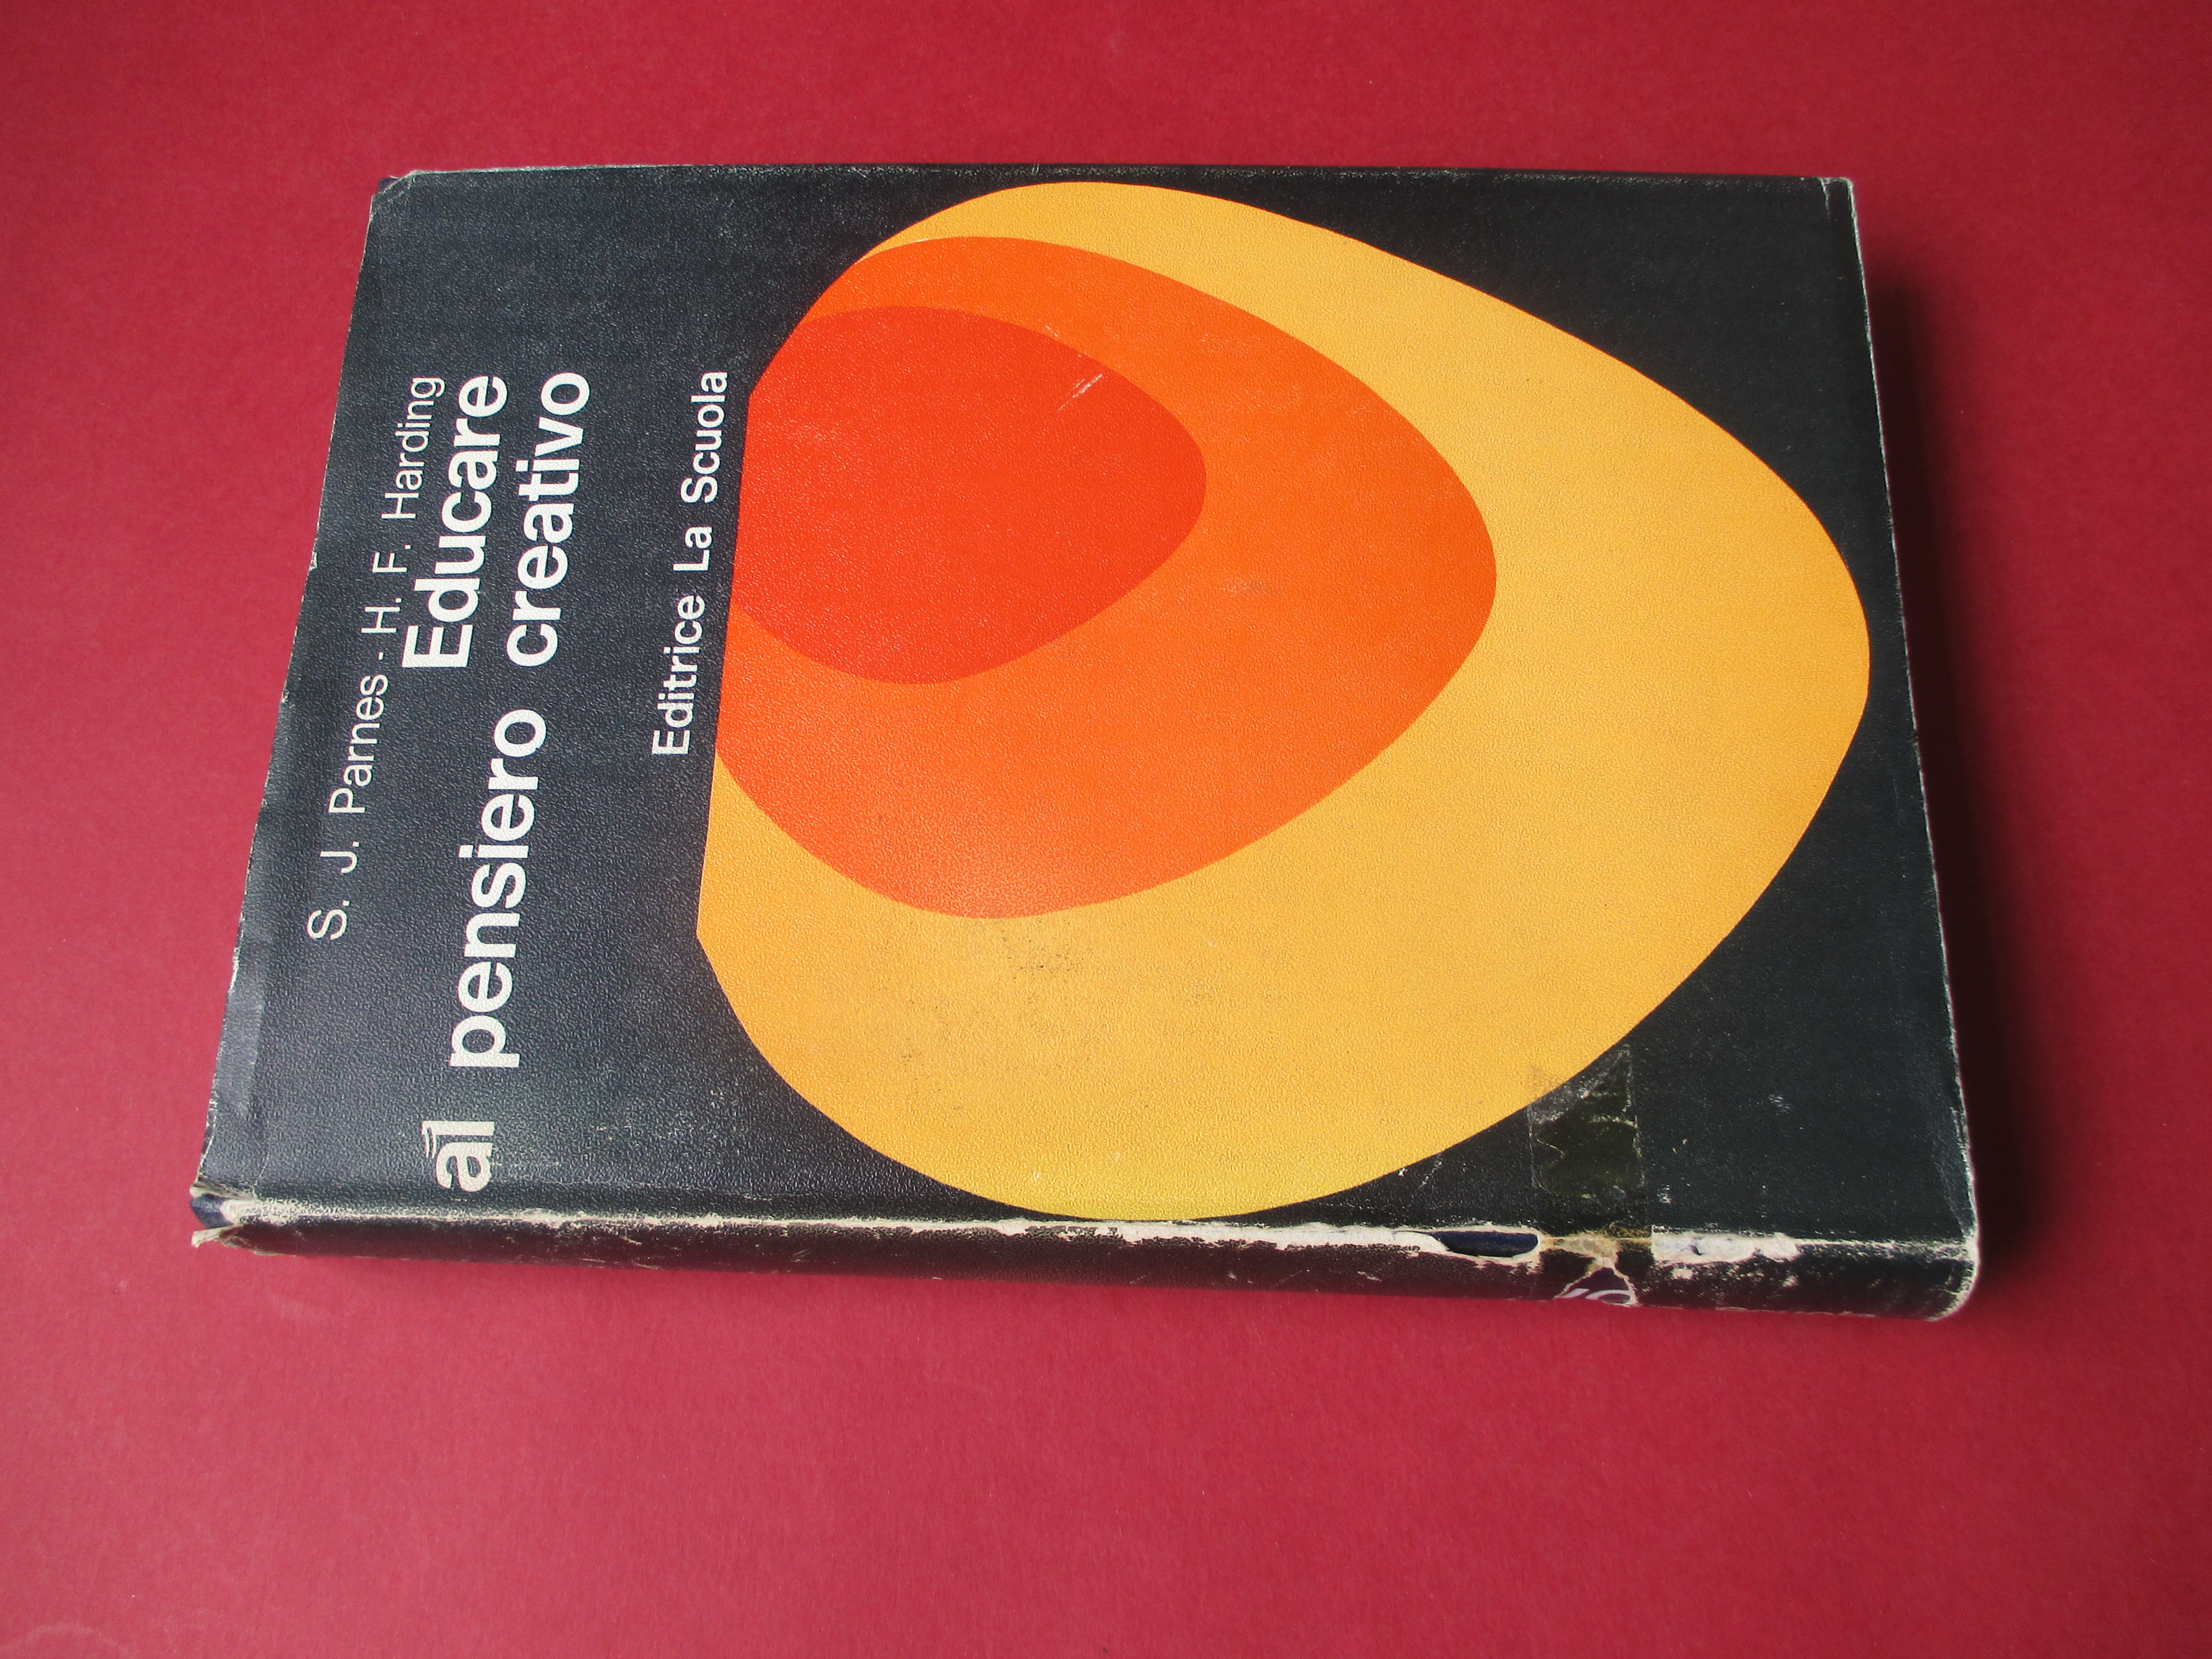 S. J. Parnes - H. F. Harding
Educare
al pensiero creativo
Editrice La Scuola